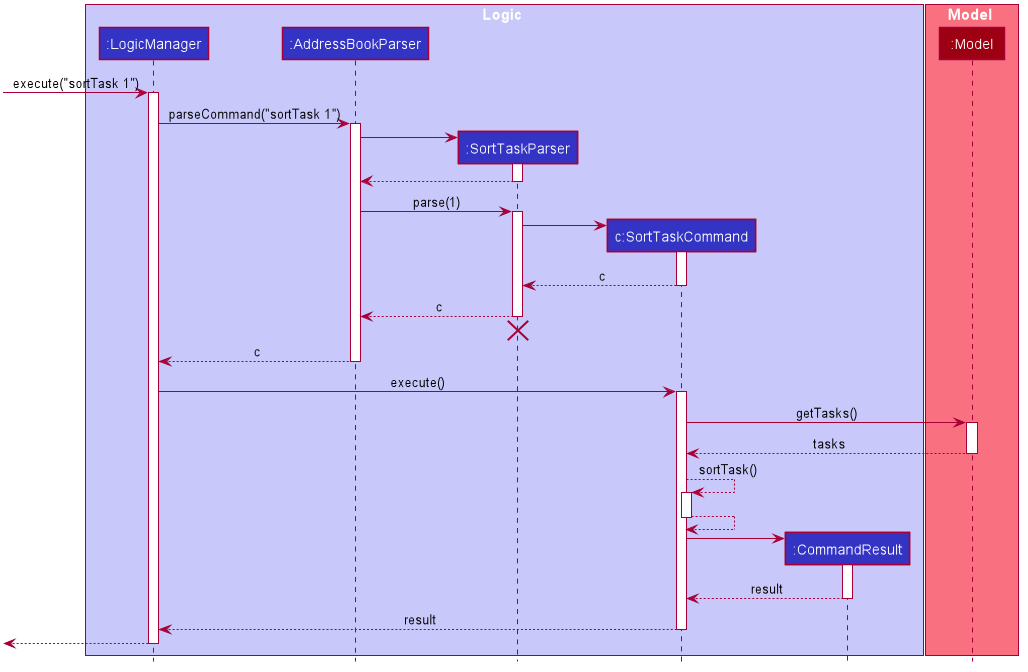 Logic
Model
:LogicManager
:AddressBookParser
:Model
execute("sortTask 1")
parseCommand("sortTask 1")
:SortTaskParser
parse(1)
c:SortTaskCommand
c
c
c
execute()
getTasks()
tasks
sortTask()
:CommandResult
result
result